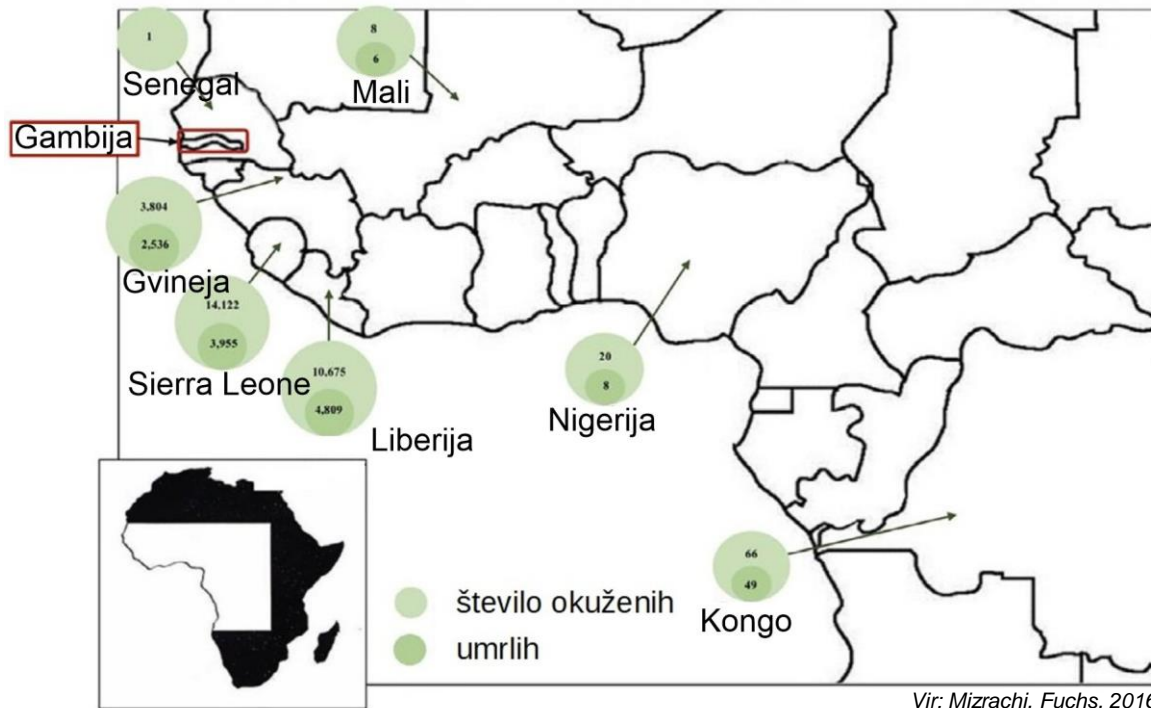 1
Senegal
8
6
Mali
Gambija
3,804
2,536
Gvineja
14,122
3,955
Sierra Leone
10,675
4,809
Liberija
20
8
Nigerija
66
49
Kongo
število okuženih
umrlih
Vir: Mizrachi, Fuchs, 2016